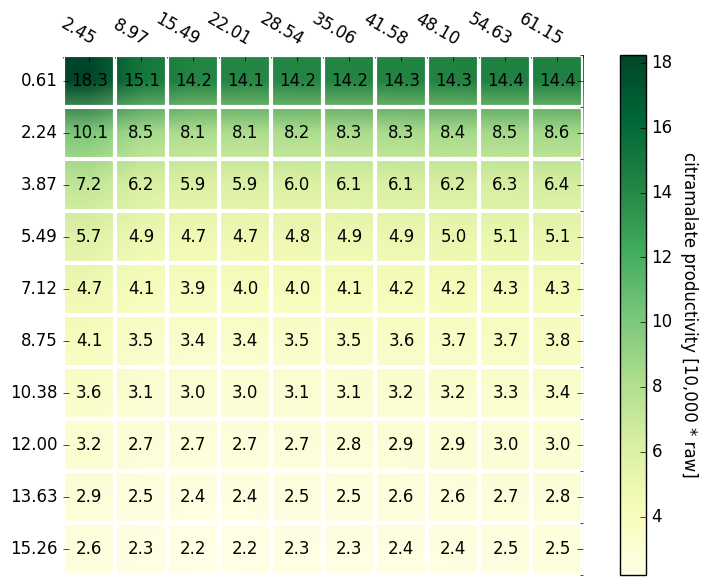 2.45 8.97 15.49 22.01 28.54 35.06 41.58 48.10 54.63 61.15
0.61 18.3 15.1 14.2 14.1 14.2 14.2 14.3 14.3 14.4 14.4
2.24 10.1 8.5 8.1 8.1 8.2 8.3 8.3 8.4 8.5 8.6
3.87 7.2 6.2 5.9 5.9 6.0 6.1 6.1 6.2 6.3 6.4
5.49 5.7 4.9 4.7 4.7 4.8 4.9 4.9 5.0 5.1 5.1
7.12 4.7 4.1 3.9 4.0 4.0 4.1 4.2 4.2 4.3 4.3
8.75 4.1 3.5 3.4 3.4 3.5 3.5 3.6 3.7 3.7 3.8
10.38 3.6 3.1 3.0 3.0 3.1 3.1 3.2 3.2 3.3 3.4
12.00 3.2 2.7 2.7 2.7 2.7 2.8 2.9 2.9 3.0 3.0
13.63 2.9 2.5 2.4 2.4 2.5 2.5 2.6 2.6 2.7 2.8
15.26 2.6 2.3 2.2 2.2 2.3 2.3 2.4 2.4 2.5 2.5
18
16
14
12
10
8
6
4
citramalate productivity [10,000 * raw]